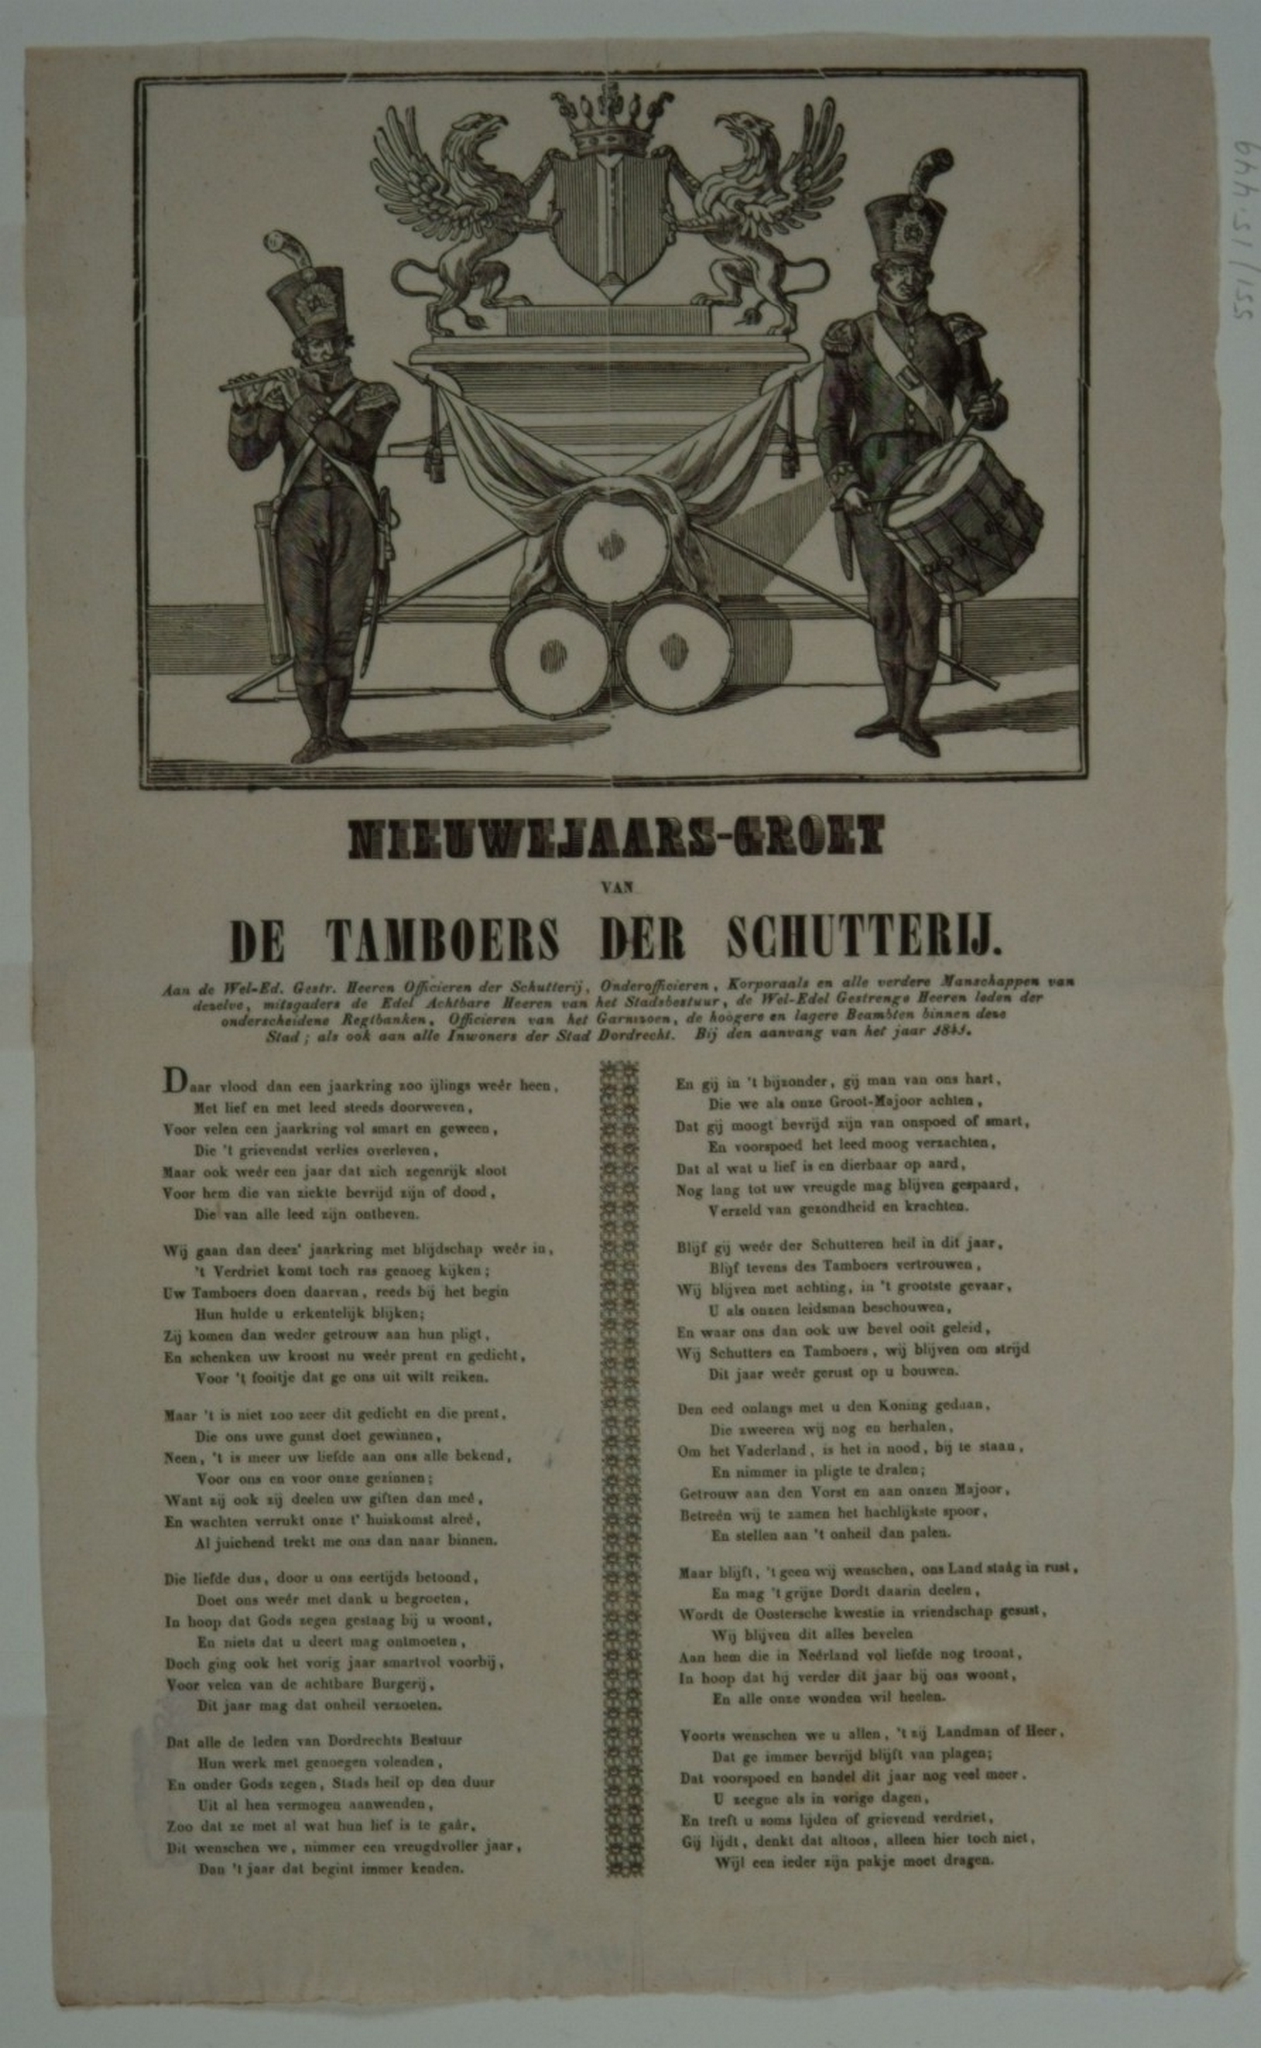 NIEUWEJAARS-GROET
VAN
DE TAMBOERS DER SCHUTTERIJ.
Aan de Wel-Ed. Gestr. Heeren Officieren der Schutterij, Onderofficieren, Korporaals en alle verdere Manschappen van
dezelve, mitsgaders de Edel Achtbare Heeren van het Stadsbestuur, de Wel-Edel Gestrenge Heeren leden der
onderscheidene Regtbanken, Officieren van het Garnizoen, de hoogere en lagere Beambten binnen deze
Stad; als ook aan alle Inwoners der Stad Dordrecht. Bij den aanvang van het jaar 1841.
Daar vlood dan een jaarkring zoo ijlings weêr heen,
Met lief en met leed steeds doorweven,
Voor velen een jaarkring vol smart en geween,
Die 't grievendst verlies overleven,
Maar ook weêr een jaar dat zich zegenrijk sloot
Voor hem die van ziekte bevrijd zijn of dood,
Die van alle leed zijn ontheven.
Wij gaan dan deez' jaarkring met blijdschap weêr in,
't Verdriet komt toch ras genoeg kijken;
Uw Tamboers doen daarvan, reeds bij het begin
Hun hulde u erkentelijk blijken;
Zij komen dan weder getrouw aan hun pligt,
En schenken uw kroost nu weêr prent en gedicht,
Voor 't fooitje dat ge ons uit wilt reiken.
Maar 't is niet zoo zeer dit gedicht en die prent,
Die ons uwe gunst doet gewinnen,
Neen, 't is meer uw liefde aan ons alle bekend,
Voor ons en voor onze gezinnen;
Want zij ook zij deelen uw giften dan meê,
En wachten verrukt onze t' huiskomst alreê,
Al juichend trekt me ons dan naar binnen.
Die liefde dus, door u ons eertijds betoond,
Doet ons weêr met dank u begroeten,
In hoop dat Gods zegen gestaag bij u woont,
En niets dat u deert mag ontmoeten,
Doch ging ook het vorig jaar smartvol voorbij,
Voor velen van de achtbare Burgerij,
Dit jaar mag dat onheil verzoeten.
Dat alle de leden van Dordrechts Bestuur
Hun werk met genoegen volenden,
En onder Gods zegen, Stads heil op den duur
Uit al hen vermogen aanwenden,
Zoo dat ze met al wat hun lief is te gaâr,
Dit wenschen we, nimmer een vreugdvoller jaar,
Dan 't jaar dat begint immer kenden.
En gij in 't bijzonder, gij man van ons hart,
Die we als onze Groot-Majoor achten,
Dat gij moogt bevrijd zijn van onspoed of smart,
En voorspoed het leed moog verzachten,
Dat al wat u lief is en dierbaar op aard,
Nog lang tot uw vreugde mag blijven gespaard,
Verzeld van gezondheid en krachten.
Blijf gij weêr der Schutteren heil in dit jaar,
Blijf tevens des Tamboers vertrouwen,
Wij blijven met achting, in 't grootste gevaar,
U als onzen leidsman beschouwen,
En waar ons dan ook uw bevel ooit geleid,
Wij Schutters en Tamboers, wij blijven om strijd
Dit jaar weêr gerust op u bouwen.
Den eed onlangs met u den Koning gedaan,
Die zweeren wij nog en herhalen,
Om het Vaderland, is het in nood, bij te staan,
En nimmer in pligte te dralen;
Getrouw aan den Vorst en aan onzen Majoor,
Betreên wij te zamen het hachlijkste spoor,
En stellen aan 't onheil dan palen.
Maar blijft, 't geen wij wenschen, ons Land staâg in rust,
En mag 't grijze Dordt daarin deelen,
Wordt de Oostersche kwestie in vriendschap gesust,
Wij blijven dit alles bevelen
Aan hem die in Neêrland vol liefde nog troont,
In hoop dat hij verder dit jaar bij ons woont,
En alle onze wonden wil heelen.
Voorts wenschen we u allen, 't zij Landman of Heer,
Dat ge immer bevrijd blijft van plagen;
Dat voorspoed en handel dit jaar nog veel meer.
U zeegne als in vorige dagen,
En treft u soms lijden of grievend verdriet,
Gij lijdt, denkt dat altoos, alleen hier toch niet,
Wijl een ieder zijn pakje moet dragen.